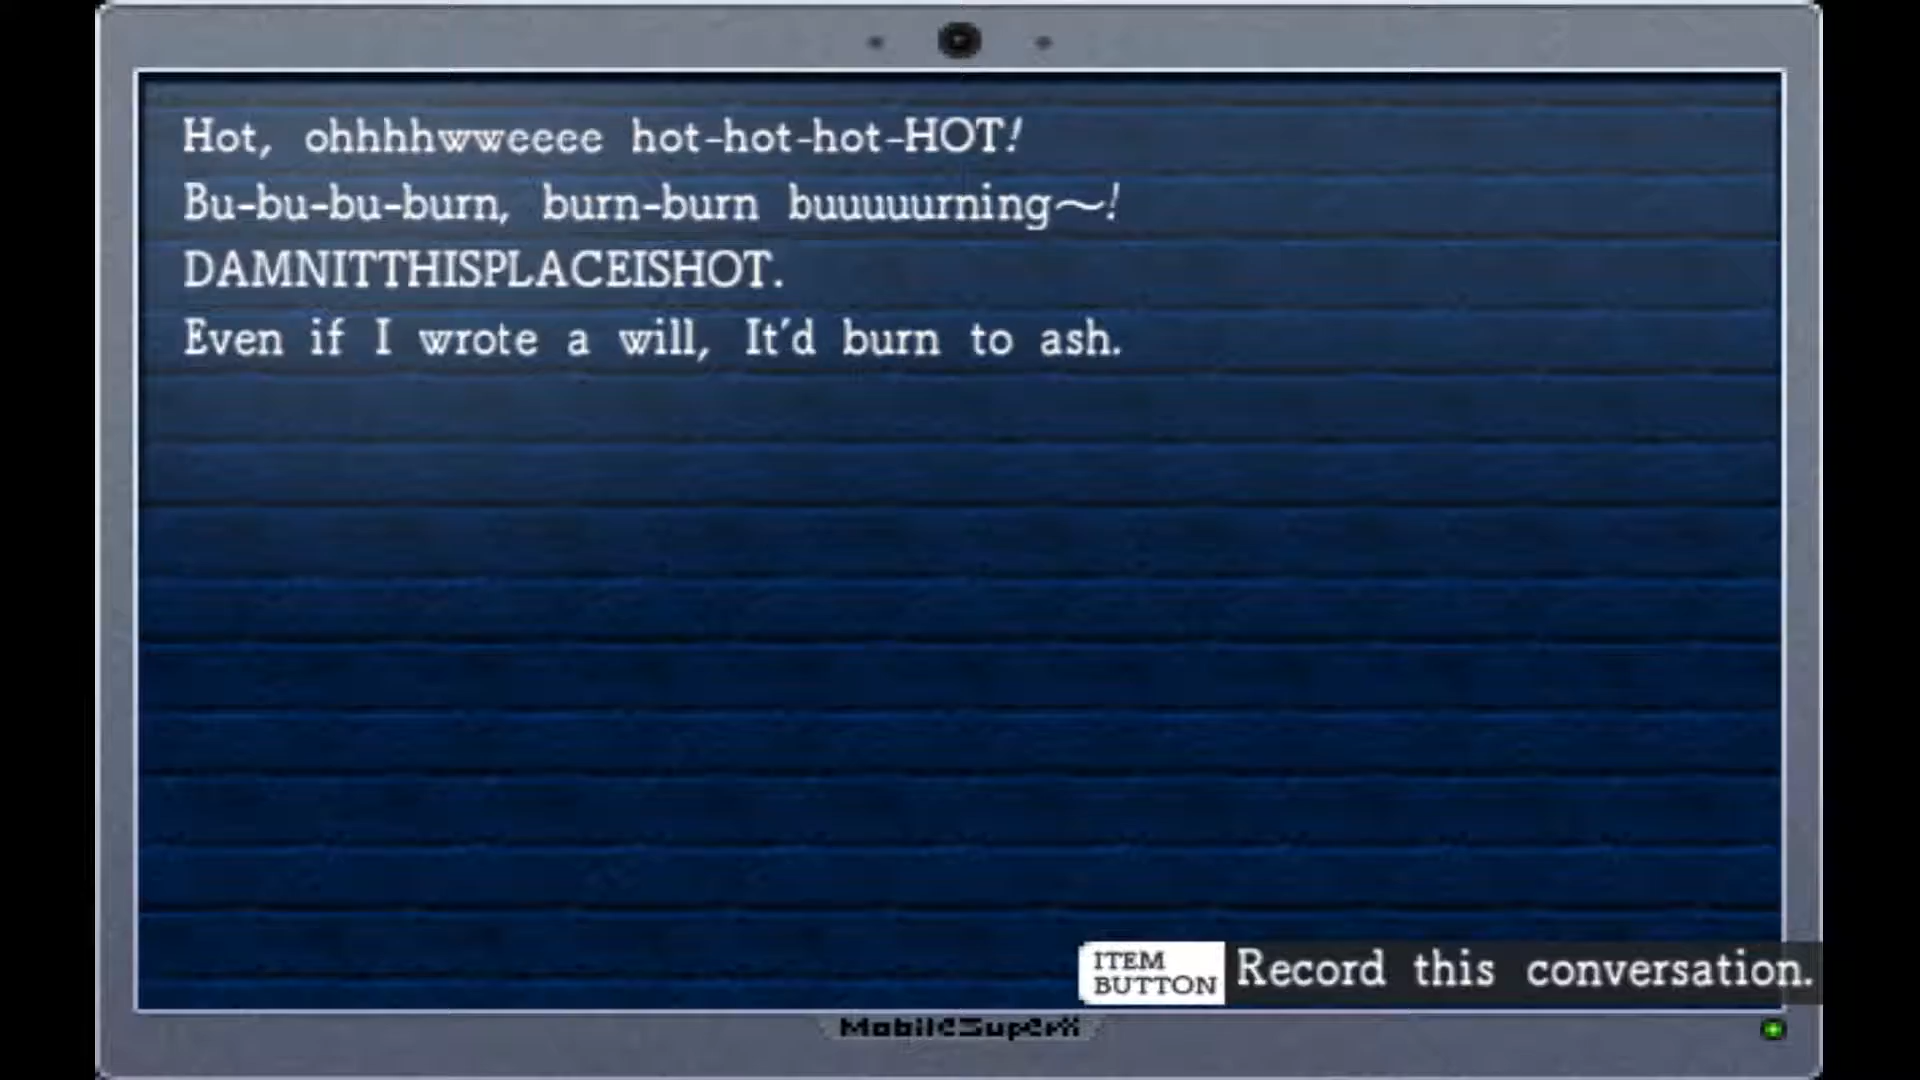 Hot, ohhhhwweeee hot-hot-hot-HOT!
Bu-bu-bu-burn, burn-burn buuuuurning~!
DAMNITTHISPLACEISHOT.
Even if I wrote a will, It'd burn to ash.
ITEM
BUTTON
Record this conversation.
MobileSuperX